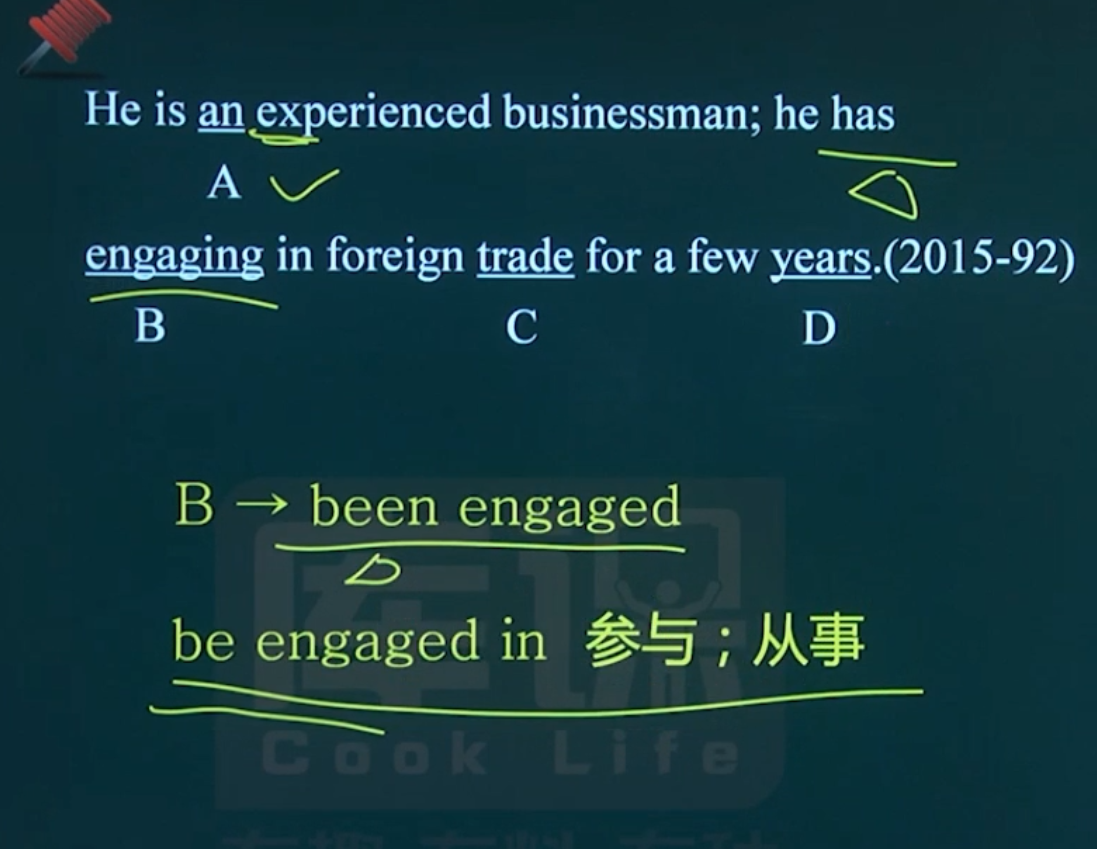 He is an experienced businessman; he has
A
engaging in foreign trade for a few years.(2015-92)
B C D
B → been engaged
be engaged in 参与；从事
Cook Life